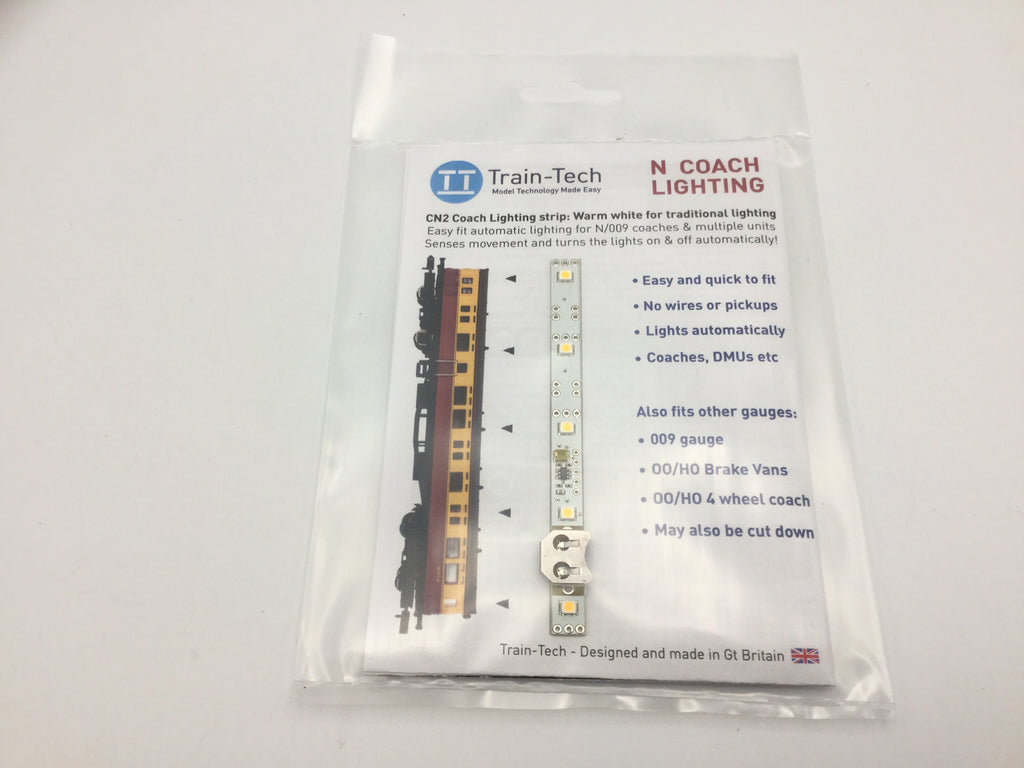 Train-Tech
Model Technology Made Easy
N COACH
LIGHTING
CN2 Coach Lighting strip: Warm white for traditional lighting
Easy fit automatic lighting for N/009 coaches & multiple units
Senses movement and turns the lights on & off automatically!
• Easy and quick to fit
• No wires or pickups
• Lights automatically
• Coaches, DMUs etc
Also fits other gauges:
• 009 gauge
• OO/HO Brake Vans
• OO/HO 4 wheel coach
• May also be cut down
Train-Tech - Designed and made in Gt Britain